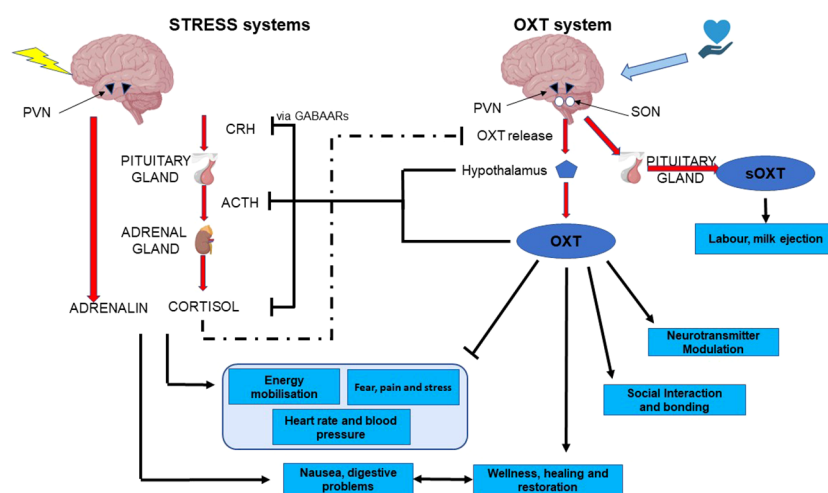 STRESS systems
OXT system
PVN
CRH
via GABAARs
PITUITARY
GLAND
ACTH
ADRENAL
GLAND
ADRENALIN
CORTISOL
PVN
SON
OXT release
Hypothalamus
PITUITARY
GLAND
sOXT
OXT
Labour, milk ejection
Neurotransmitter
Modulation
Social Interaction
and bonding
Energy
mobilisation
Fear, pain and stress
Heart rate and blood
pressure
Nausea, digestive
problems
Wellness, healing and
restoration